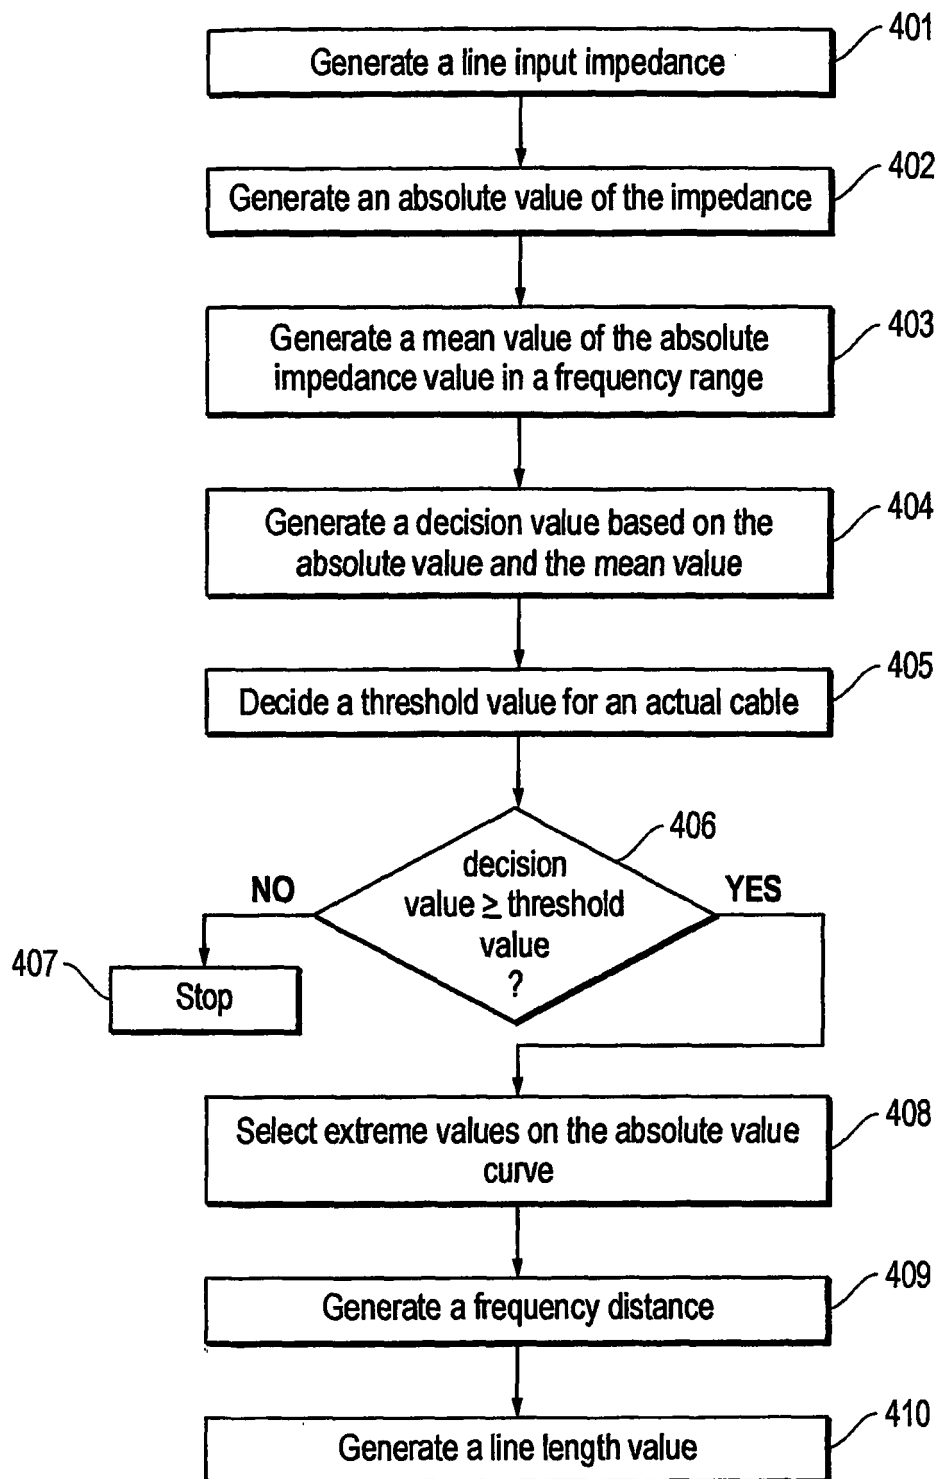 401
Generate a line input impedance
402
Generate an absolute value of the impedance
403
Generate a mean value of the absolute
impedance value in a frequency range
404
Generate a decision value based on the
absolute value and the mean value
405
Decide a threshold value for an actual cable
406
decision
value ≥ threshold
value
?
NO
YES
407
Stop
408
Select extreme values on the absolute value
curve
409
Generate a frequency distance
410
Generate a line length value